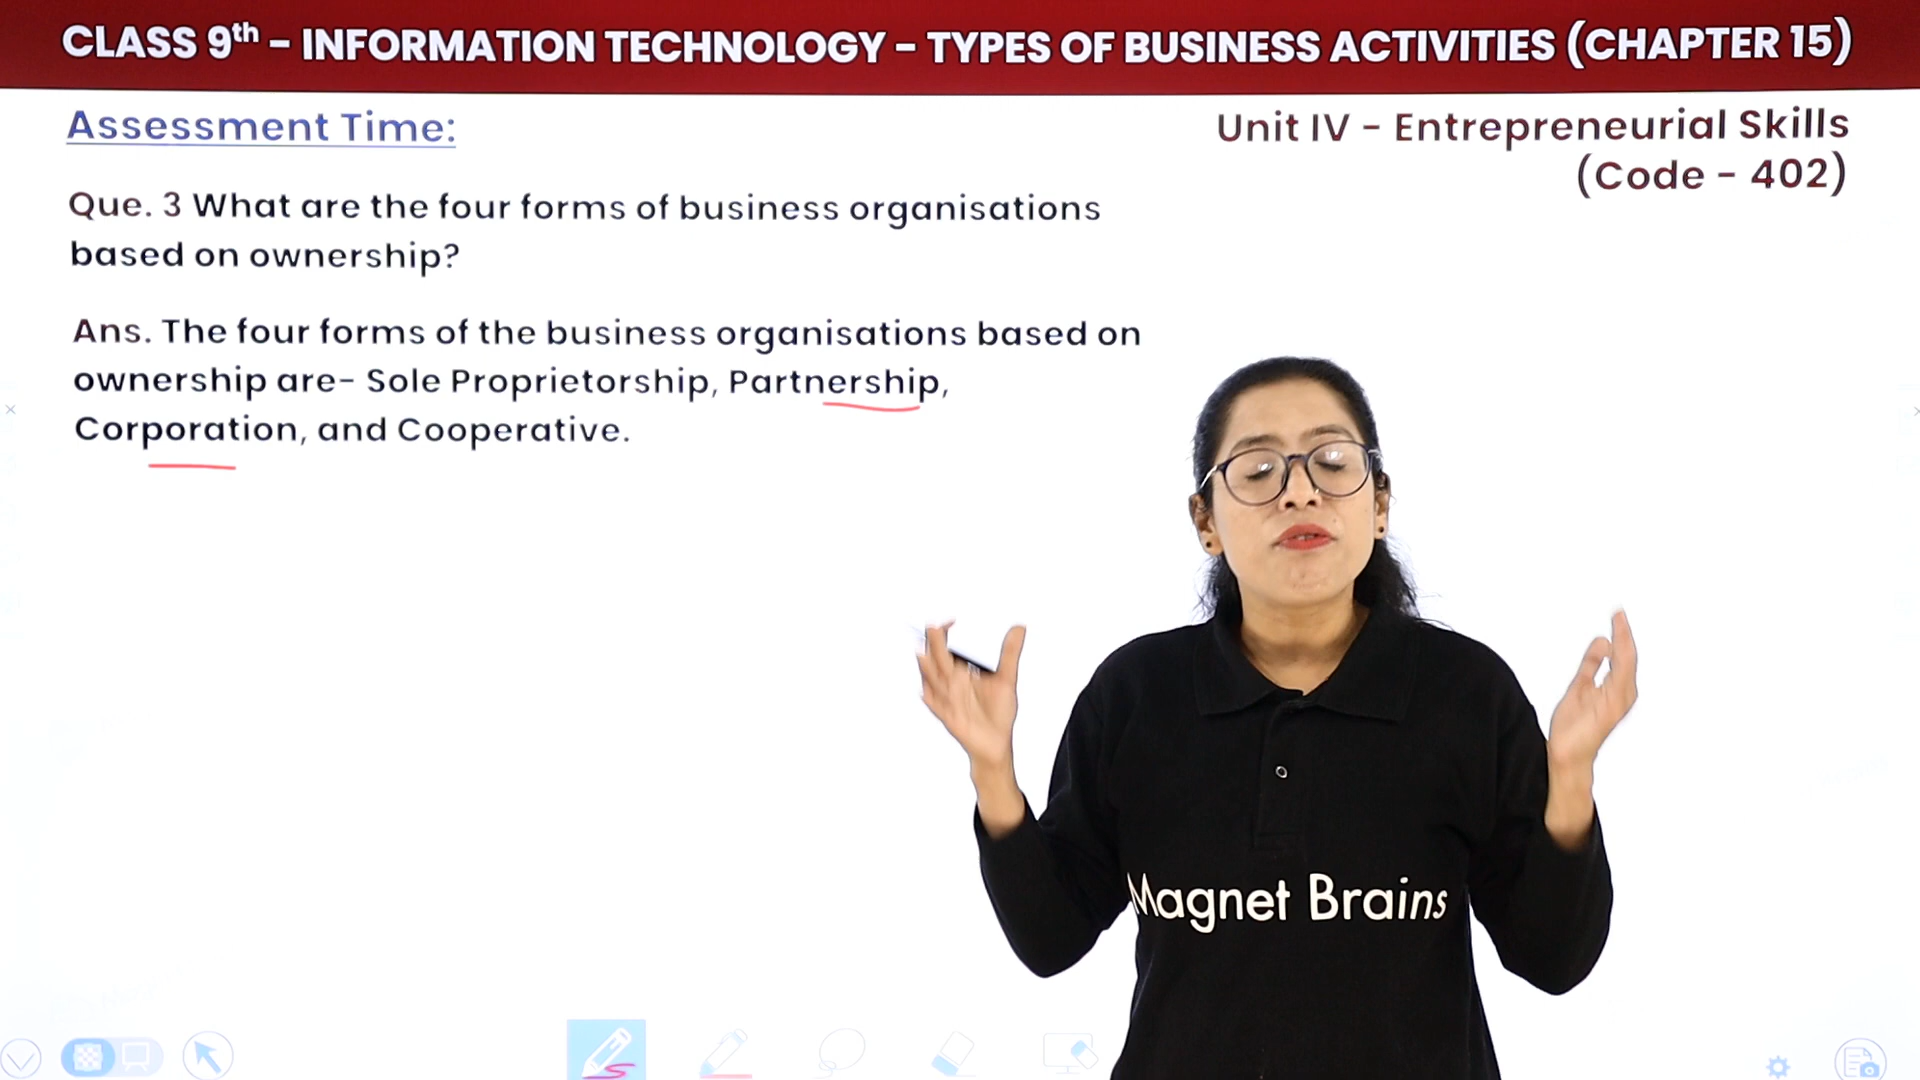 CLASS 9th – INFORMATION TECHNOLOGY – TYPES OF BUSINESS ACTIVITIES (CHAPTER 15)
Assessment Time:
Unit IV – Entrepreneurial Skills
(Code – 402)
Que. 3 What are the four forms of business organisations
based on ownership?
Ans. The four forms of the business organisations based on
ownership are- Sole Proprietorship, Partnership,
Corporation, and Cooperative.
Magnet Brains